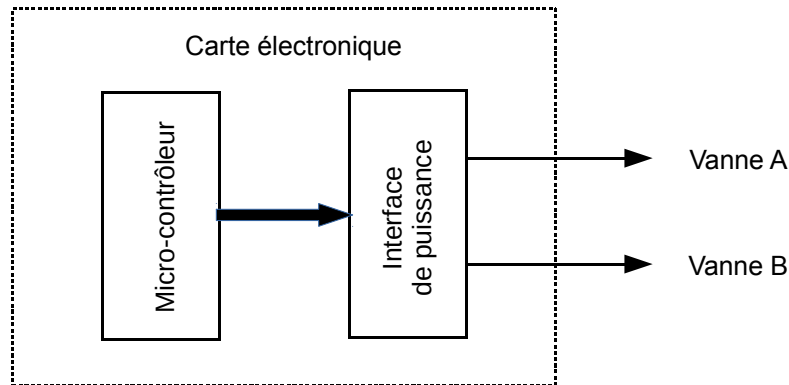 Carte électronique
Micro-contrôleur
Interface
de puissance
Vanne A
Vanne B